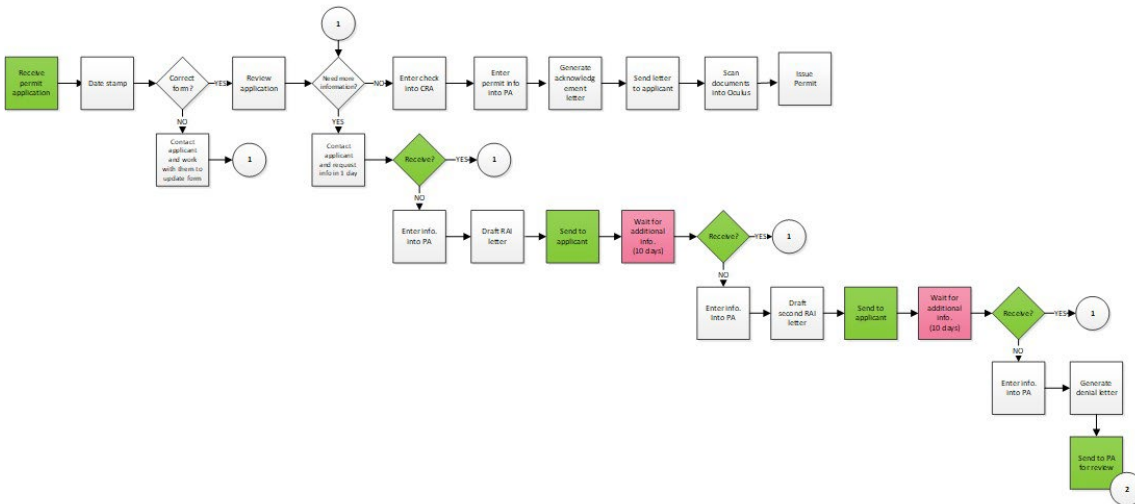 1
Receive
permit
application
Date stamp
Correct
form?
YES
Review
application
Need more
information?
NO
Enter check
into CRA
Enter
permit info
into PA
Generate
acknowledg
ement
letter
Send letter
to applicant
Scan
documents
into Oculus
Issue
Permit
NO
YES
Contact
applicant
and work
with them to
update form
1
Contact
applicant
and request
info in 1 day
Receive?
YES
1
NO
Enter info.
into PA
Draft RAI
letter
Send to
applicant
Wait for
additional
info.
(10 days)
Receive?
YES
1
NO
Enter info.
Into PA
Draft
second RAI
letter
Send to
applicant
Wait for
additional
info.
(10 days)
Receive?
YES
1
NO
Enter info.
into PA
Generate
denial letter
Send to PA
for review
2